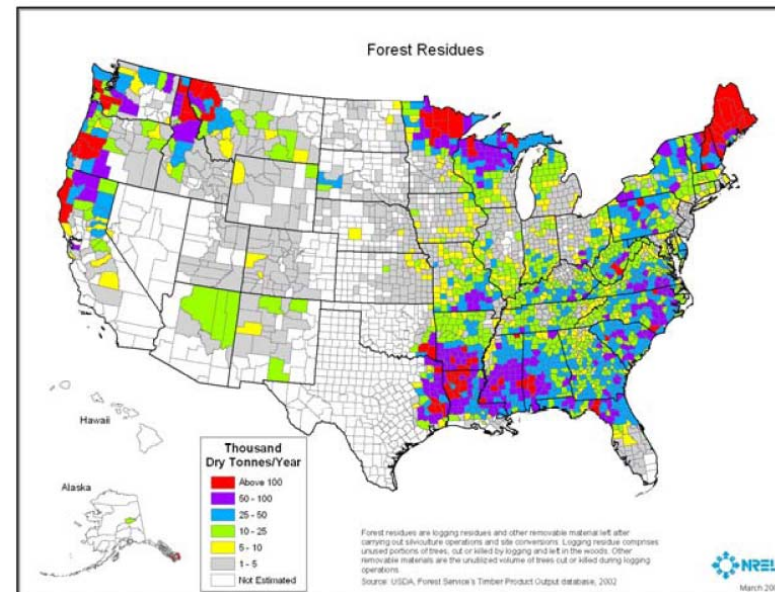 Forest Residues
Hawaii
Alaska
Thousand
Dry Tonnes/Year
Above 100
50 - 100
25 - 50
10 - 25
5 - 10
1 - 5
Not Estimated
Forest residues are logging residues and other removable material left after
carrying out silviculture operations and site conversions. Logging residue comprises
unused portions of trees, cut or killed by logging and left in the woods. Other
removable materials are the unutilized volume of trees cut or killed during logging
operations.
Source: USDA, Forest Service's Timber Product Output database, 2002
NREL
March 200